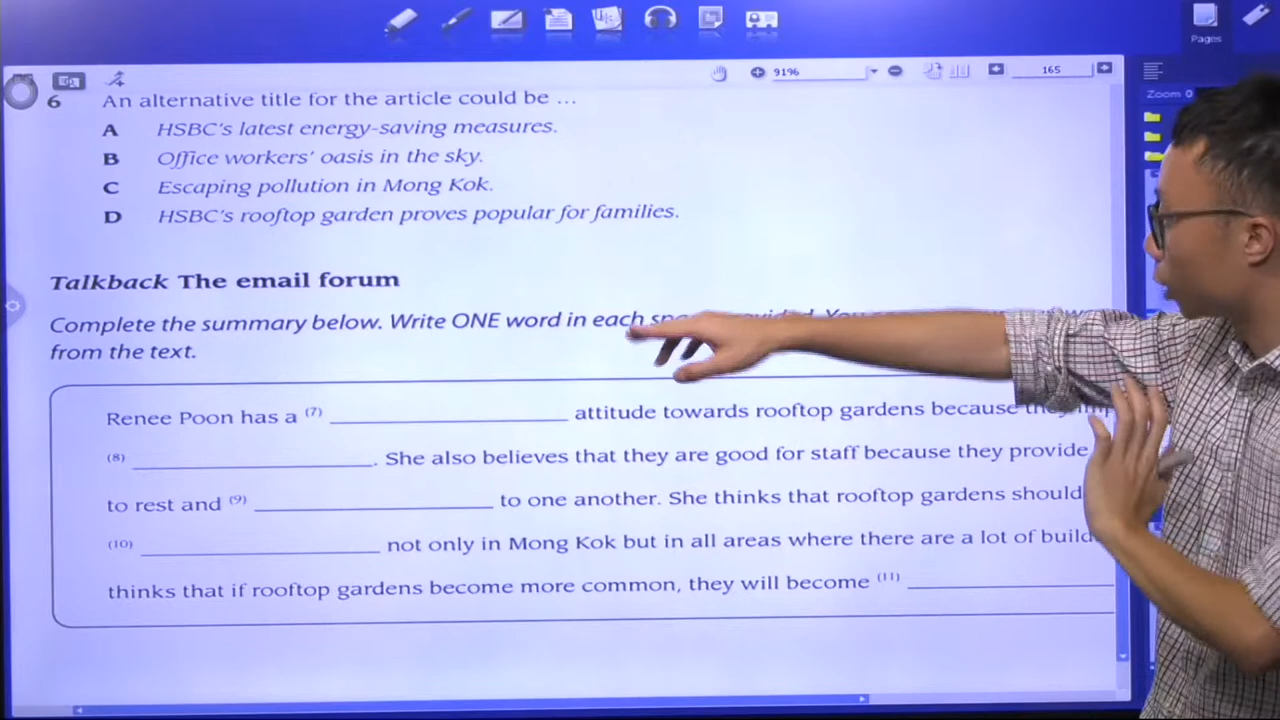 Pages
91%
165
Zoom
6 An alternative title for the article could be ...
A HSBC's latest energy-saving measures.
B Office workers' oasis in the sky.
C Escaping pollution in Mong Kok.
D HSBC's rooftop garden proves popular for families.
Talkback The email forum
Complete the summary below. Write ONE word in each
from the text.
Renee Poon has a (7) attitude towards rooftop gardens because they
(8) . She also believes that they are good for staff because they provide
to rest and (9) to one another. She thinks that rooftop gardens should
(10) not only in Mong Kok but in all areas where there are a lot of
thinks that if rooftop gardens become more common, they will become (11)